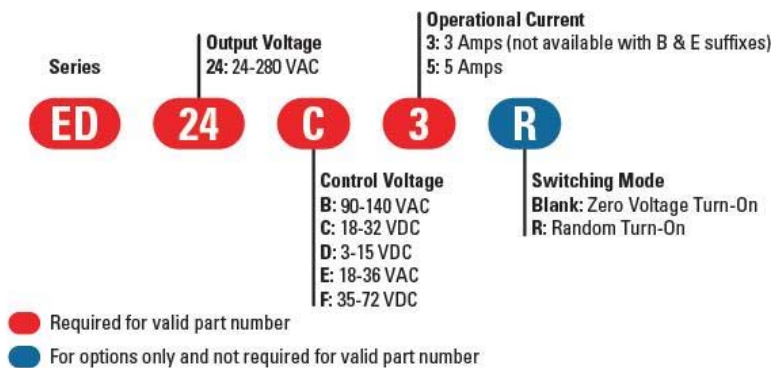 Operational Current
3: 3 Amps (not available with B & E suffixes)
5: 5 Amps
Output Voltage
24: 24-280 VAC
Series
ED 24 C 3 R
Control Voltage
B: 90-140 VAC
C: 18-32 VDC
D: 3-15 VDC
E: 18-36 VAC
F: 35-72 VDC
Switching Mode
Blank: Zero Voltage Turn-On
R: Random Turn-On
Required for valid part number
For options only and not required for valid part number